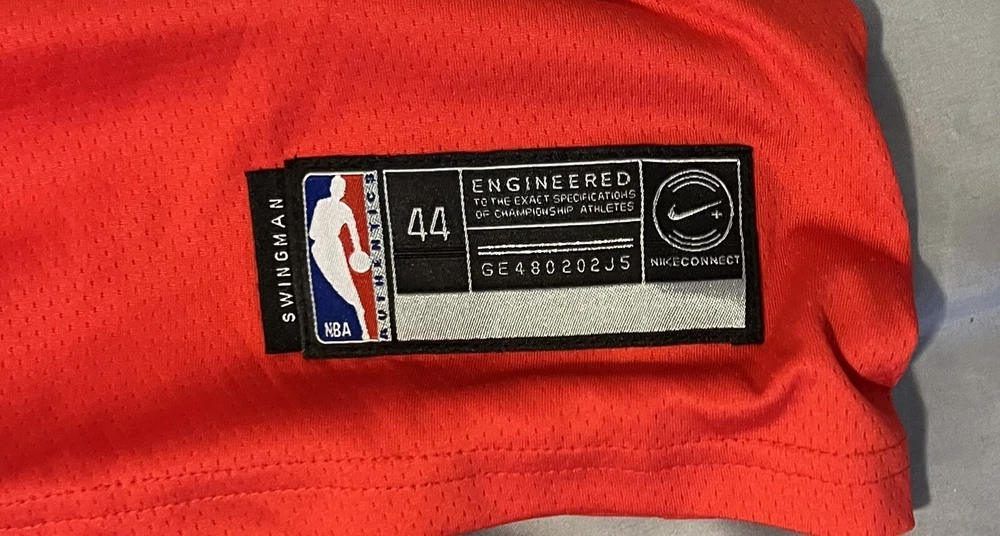 SWINGMAN
NBA
AUTHENTICS
44
ENGINEERED
TO THE EXACT SPECIFICATIONS
OF CHAMPIONSHIP ATHLETES
GE480202J5
NIKECONNECT